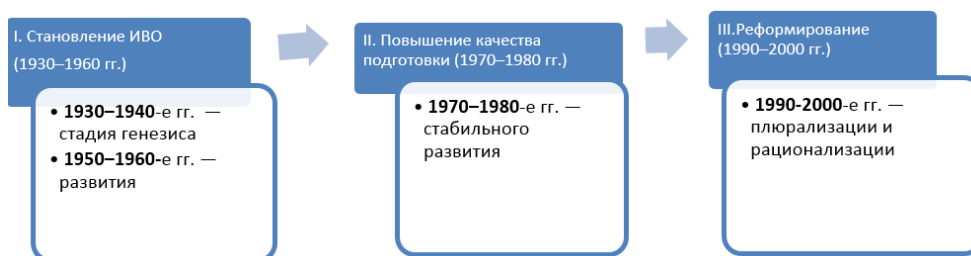 I. Становление ИВО
(1930–1960 гг.)
• 1930–1940-е гг. —
стадия генезиса
• 1950–1960-е гг. —
развития
II. Повышение качества
подготовки (1970–1980 гг.)
• 1970–1980-е гг. —
стабильного
развития
III.Реформирование
(1990–2000 гг.)
• 1990-2000-е гг. —
плюрализации и
рационализации